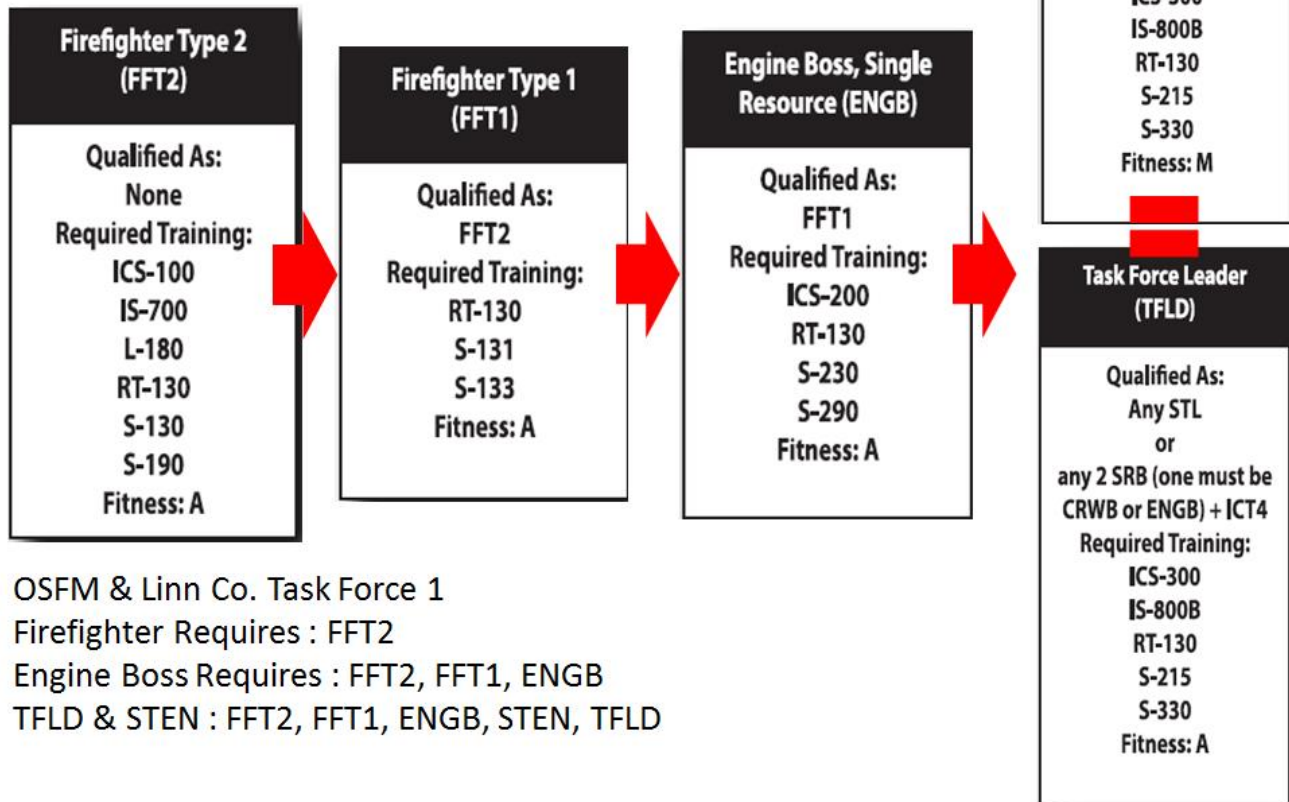 Firefighter Type 2
(FFT2)
Qualified As:
None
Required Training:
ICS-100
IS-700
L-180
RT-130
S-130
S-190
Fitness: A
Firefighter Type 1
(FFT1)
Qualified As:
FFT2
Required Training:
RT-130
S-131
S-133
Fitness: A
Engine Boss, Single
Resource (ENGB)
Qualified As:
FFT1
Required Training:
ICS-200
RT-130
S-230
S-290
Fitness: A
IS-800B
RT-130
S-215
S-330
Fitness: M
Task Force Leader
(TFLD)
Qualified As:
Any STL
or
any 2 SRB (one must be
CRWB or ENGB) + ICT4
Required Training:
ICS-300
IS-800B
RT-130
S-215
S-330
Fitness: A
OSFM & Linn Co. Task Force 1
Firefighter Requires : FFT2
Engine Boss Requires : FFT2, FFT1, ENGB
TFLD & STEN : FFT2, FFT1, ENGB, STEN, TFLD